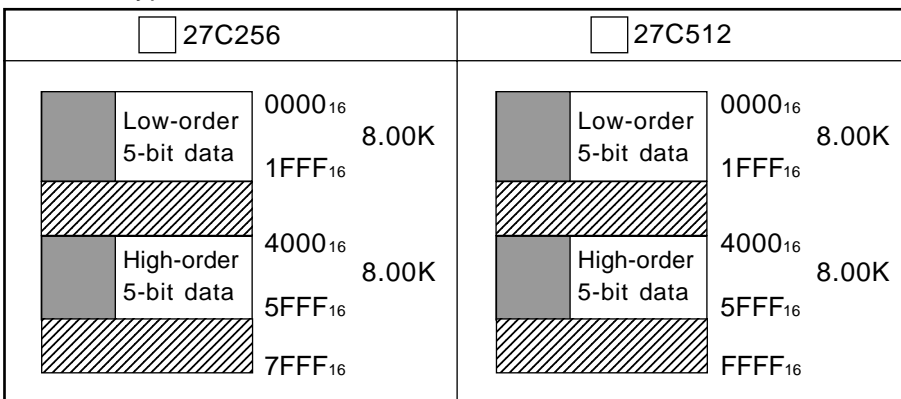 27C256
27C512
Low-order
5-bit data
0000₁₆
8.00K
1FFF₁₆
High-order
5-bit data
4000₁₆
8.00K
5FFF₁₆
7FFF₁₆
Low-order
5-bit data
0000₁₆
8.00K
1FFF₁₆
High-order
5-bit data
4000₁₆
8.00K
5FFF₁₆
FFFF₁₆